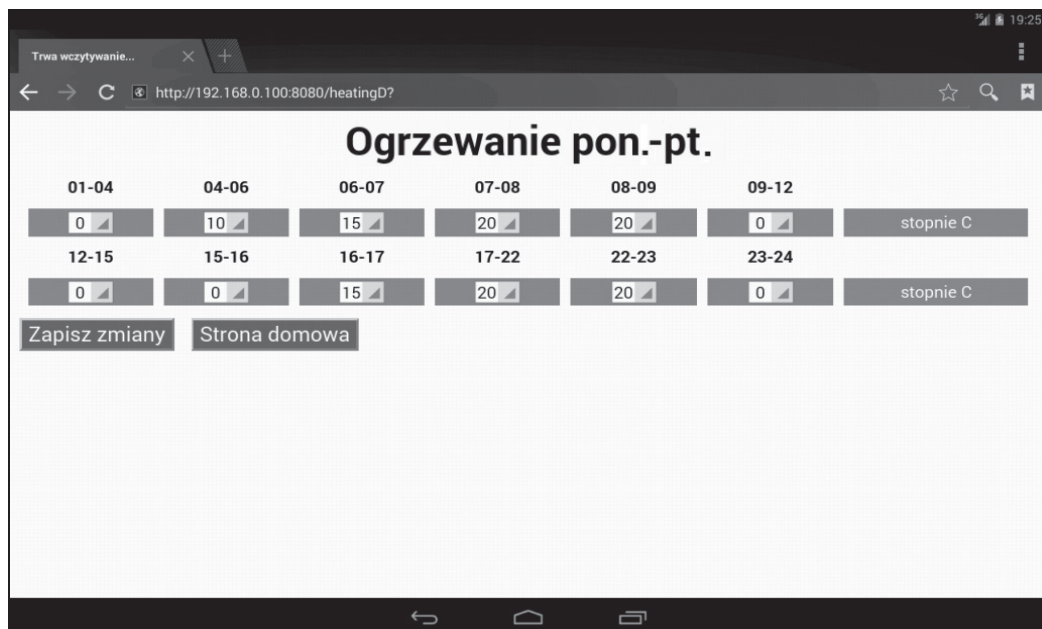 3G 19:25
Trwa wczytywanie...
http://192.168.0.100:8080/heatingD?
Ogrzewanie pon.-pt.
01-04 04-06 06-07 07-08 08-09 09-12
0 10 15 20 20 0 stopnie C
12-15 15-16 16-17 17-22 22-23 23-24
0 0 15 20 20 0 stopnie C
Zapisz zmiany Strona domowa